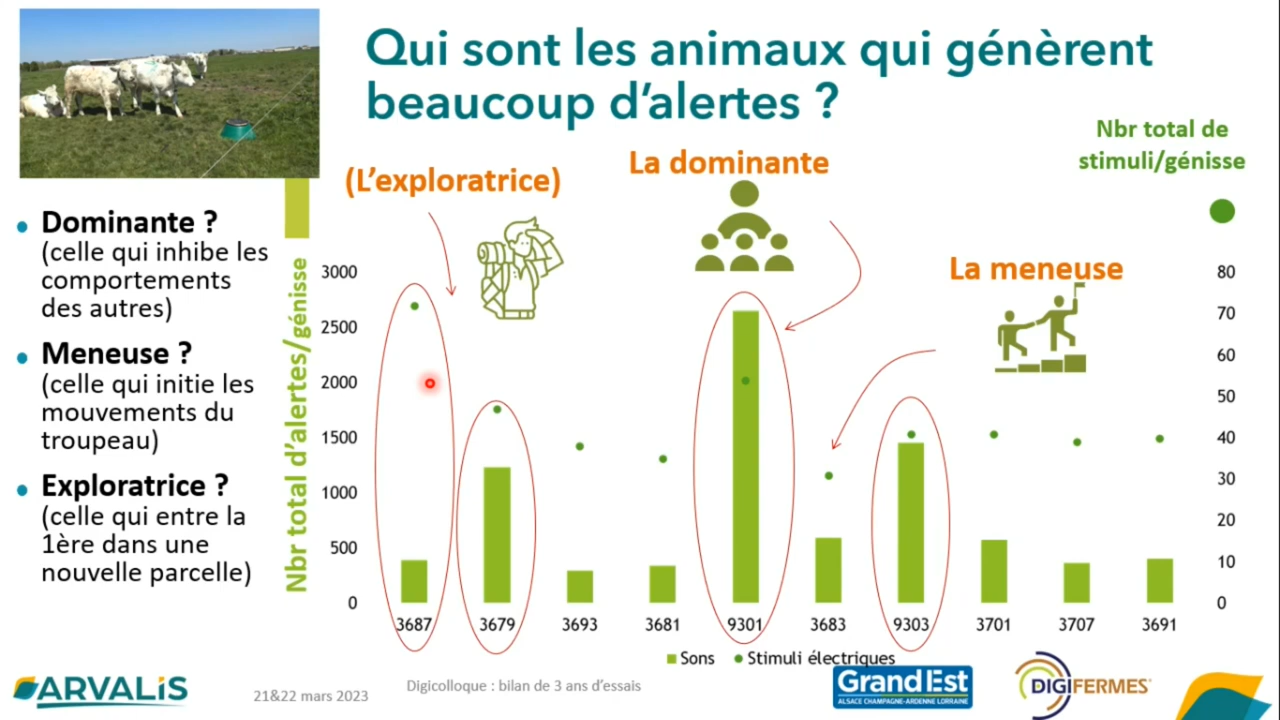 Qui sont les animaux qui génèrent
beaucoup d'alertes ?
Nbr total de
stimuli/génisse
(L'exploratrice)
La dominante
La meneuse
Dominante ?
(celle qui inhibe les
comportements
des autres)
Meneuse ?
(celle qui initie les
mouvements du
troupeau)
Exploratrice ?
(celle qui entre la
1ère dans une
nouvelle parcelle)
Nbr total d'alertes/génisse
3000
2500
2000
1500
1000
500
0
80
70
60
50
40
30
20
10
0
3687 3679 3693 3681 9301 3683 9303 3701 3707 3691
Sons Stimuli électriques
ARVALIS
21&22 mars 2023
Digicolloque : bilan de 3 ans d'essais
Grand Est
ALSACE CHAMPAGNE-ARDENNE LORRAINE
DIGIFERMES